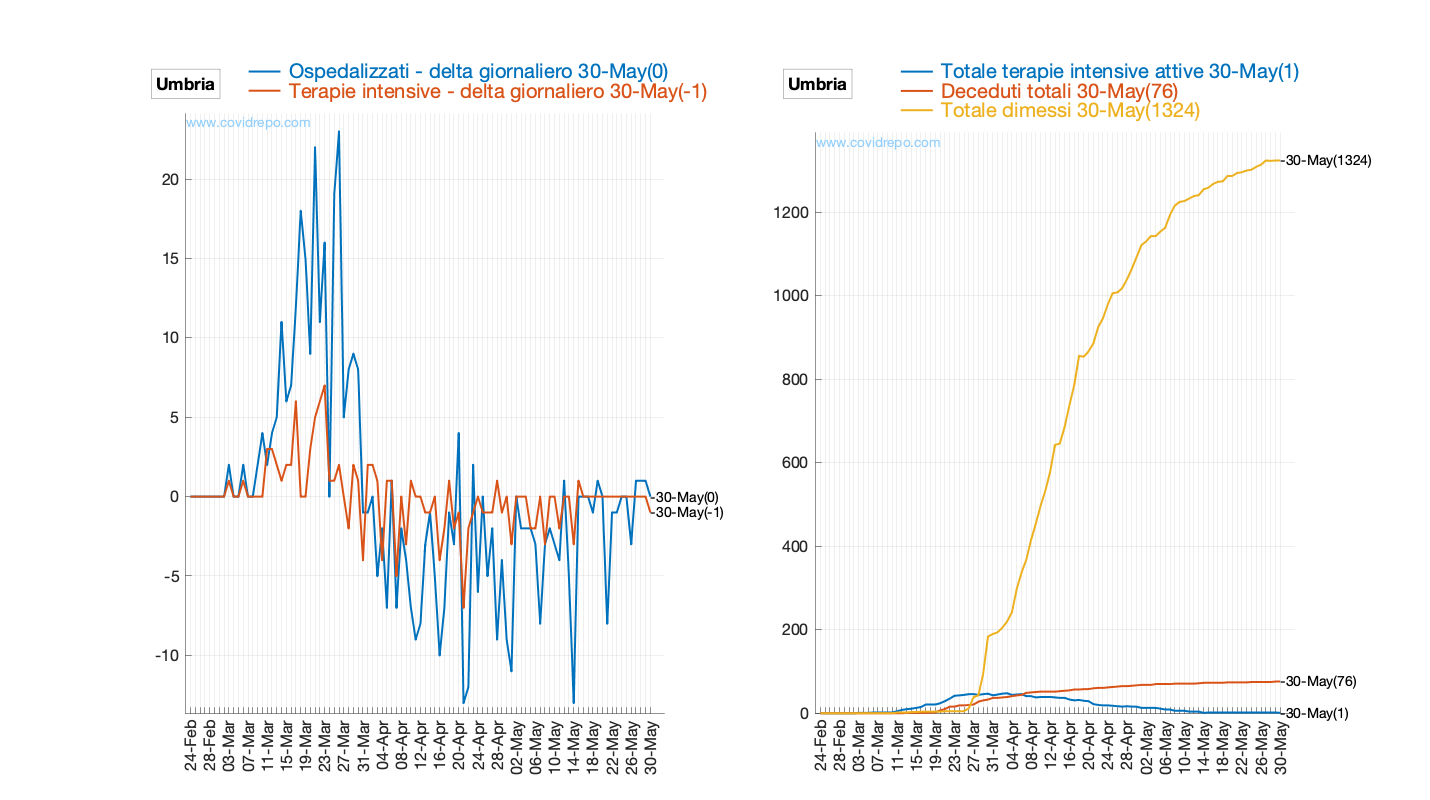 Umbria
Ospedalizzati - delta giornaliero 30-May(0)
Terapie intensive - delta giornaliero 30-May(-1)
www.covidrepo.com
20
15
10
5
0
-5
-10
30-May(0)
30-May(-1)
24-Feb
28-Feb
03-Mar
07-Mar
11-Mar
15-Mar
19-Mar
23-Mar
27-Mar
31-Mar
04-Apr
08-Apr
12-Apr
16-Apr
20-Apr
24-Apr
28-Apr
02-May
06-May
10-May
14-May
18-May
22-May
26-May
30-May
Umbria
Totale terapie intensive attive 30-May(1)
Deceduti totali 30-May(76)
Totale dimessi 30-May(1324)
www.covidrepo.com
1200
1000
800
600
400
200
0
30-May(1324)
30-May(76)
30-May(1)
24-Feb
28-Feb
03-Mar
07-Mar
11-Mar
15-Mar
19-Mar
23-Mar
27-Mar
31-Mar
04-Apr
08-Apr
12-Apr
16-Apr
20-Apr
24-Apr
28-Apr
02-May
06-May
10-May
14-May
18-May
22-May
26-May
30-May